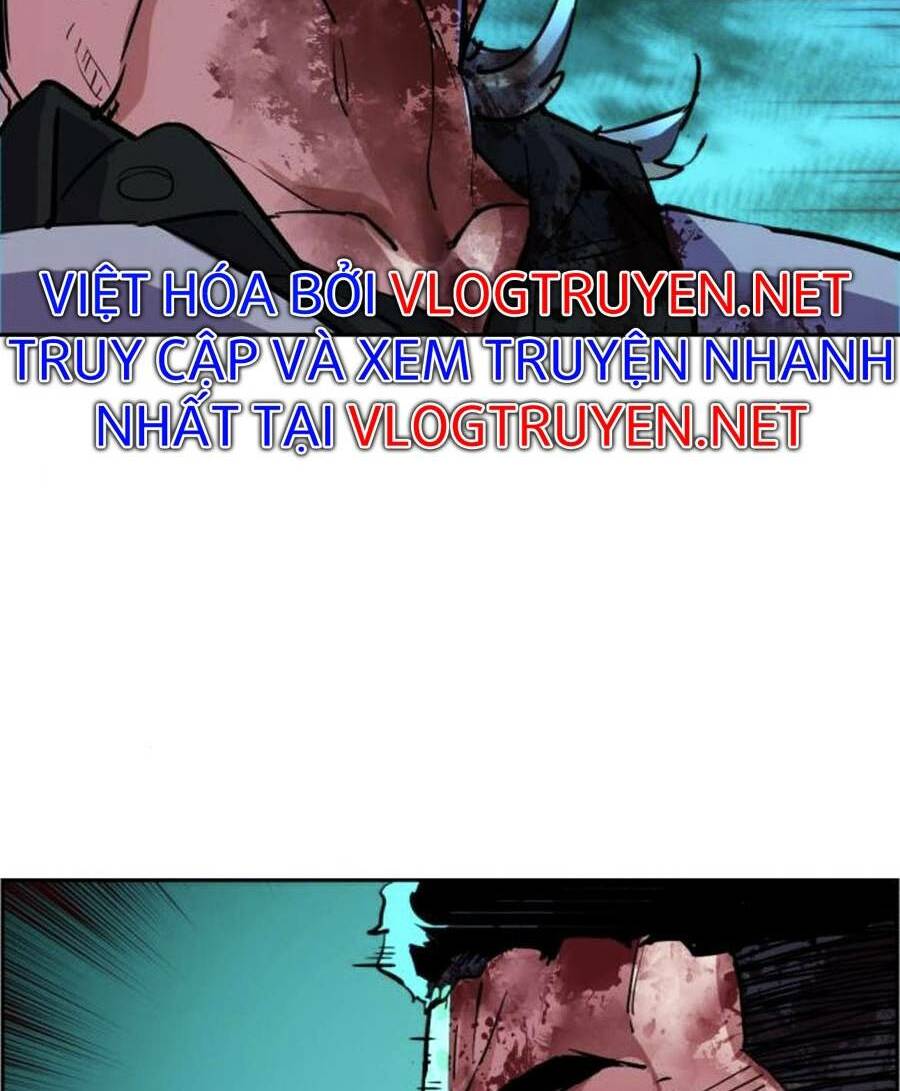 VIỆT HÓA BỞI VLOGTRUYEN.NET
TRUY CẬP VÀ XEM TRUYỆN NHANH
NHẤT TẠI VLOGTRUYEN.NET